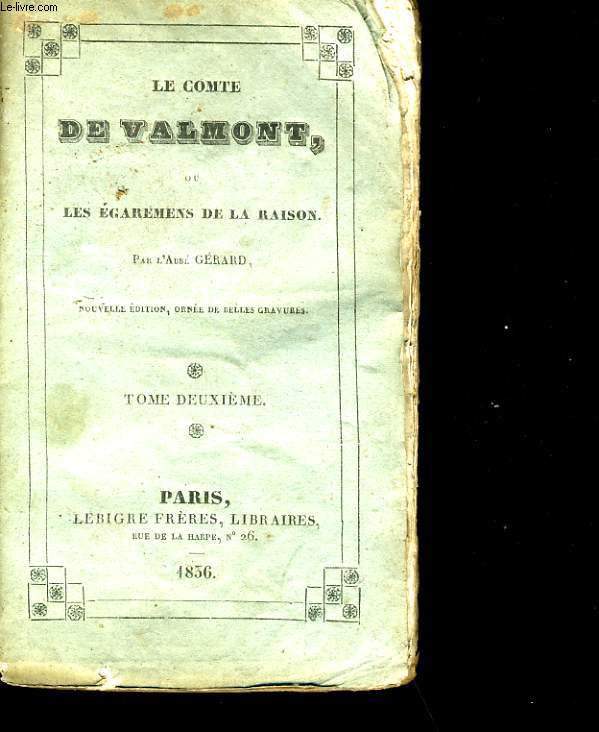 Le-livre.com
LE COMTE
DE VALMONT,
OU
LES ÉGAREMENS DE LA RAISON.
PAR L'ABBÉ GÉRARD,
NOUVELLE ÉDITION, ORNÉE DE BELLES GRAVURES.
TOME DEUXIÈME.
PARIS,
LEBIGRE FRÈRES, LIBRAIRES,
RUE DE LA HARPE, N° 26.
1836.